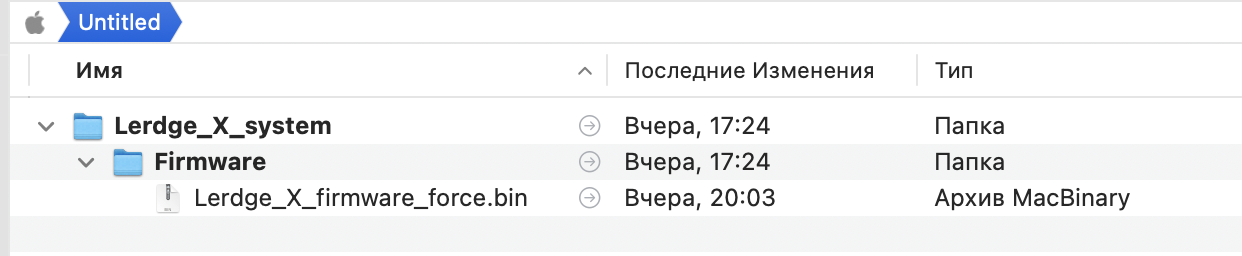 Untitled
Имя Последние Изменения Тип
Lerdge_X_system Вчера, 17:24 Папка
Firmware Вчера, 17:24 Папка
Lerdge_X_firmware_force.bin Вчера, 20:03 Архив MacBinary